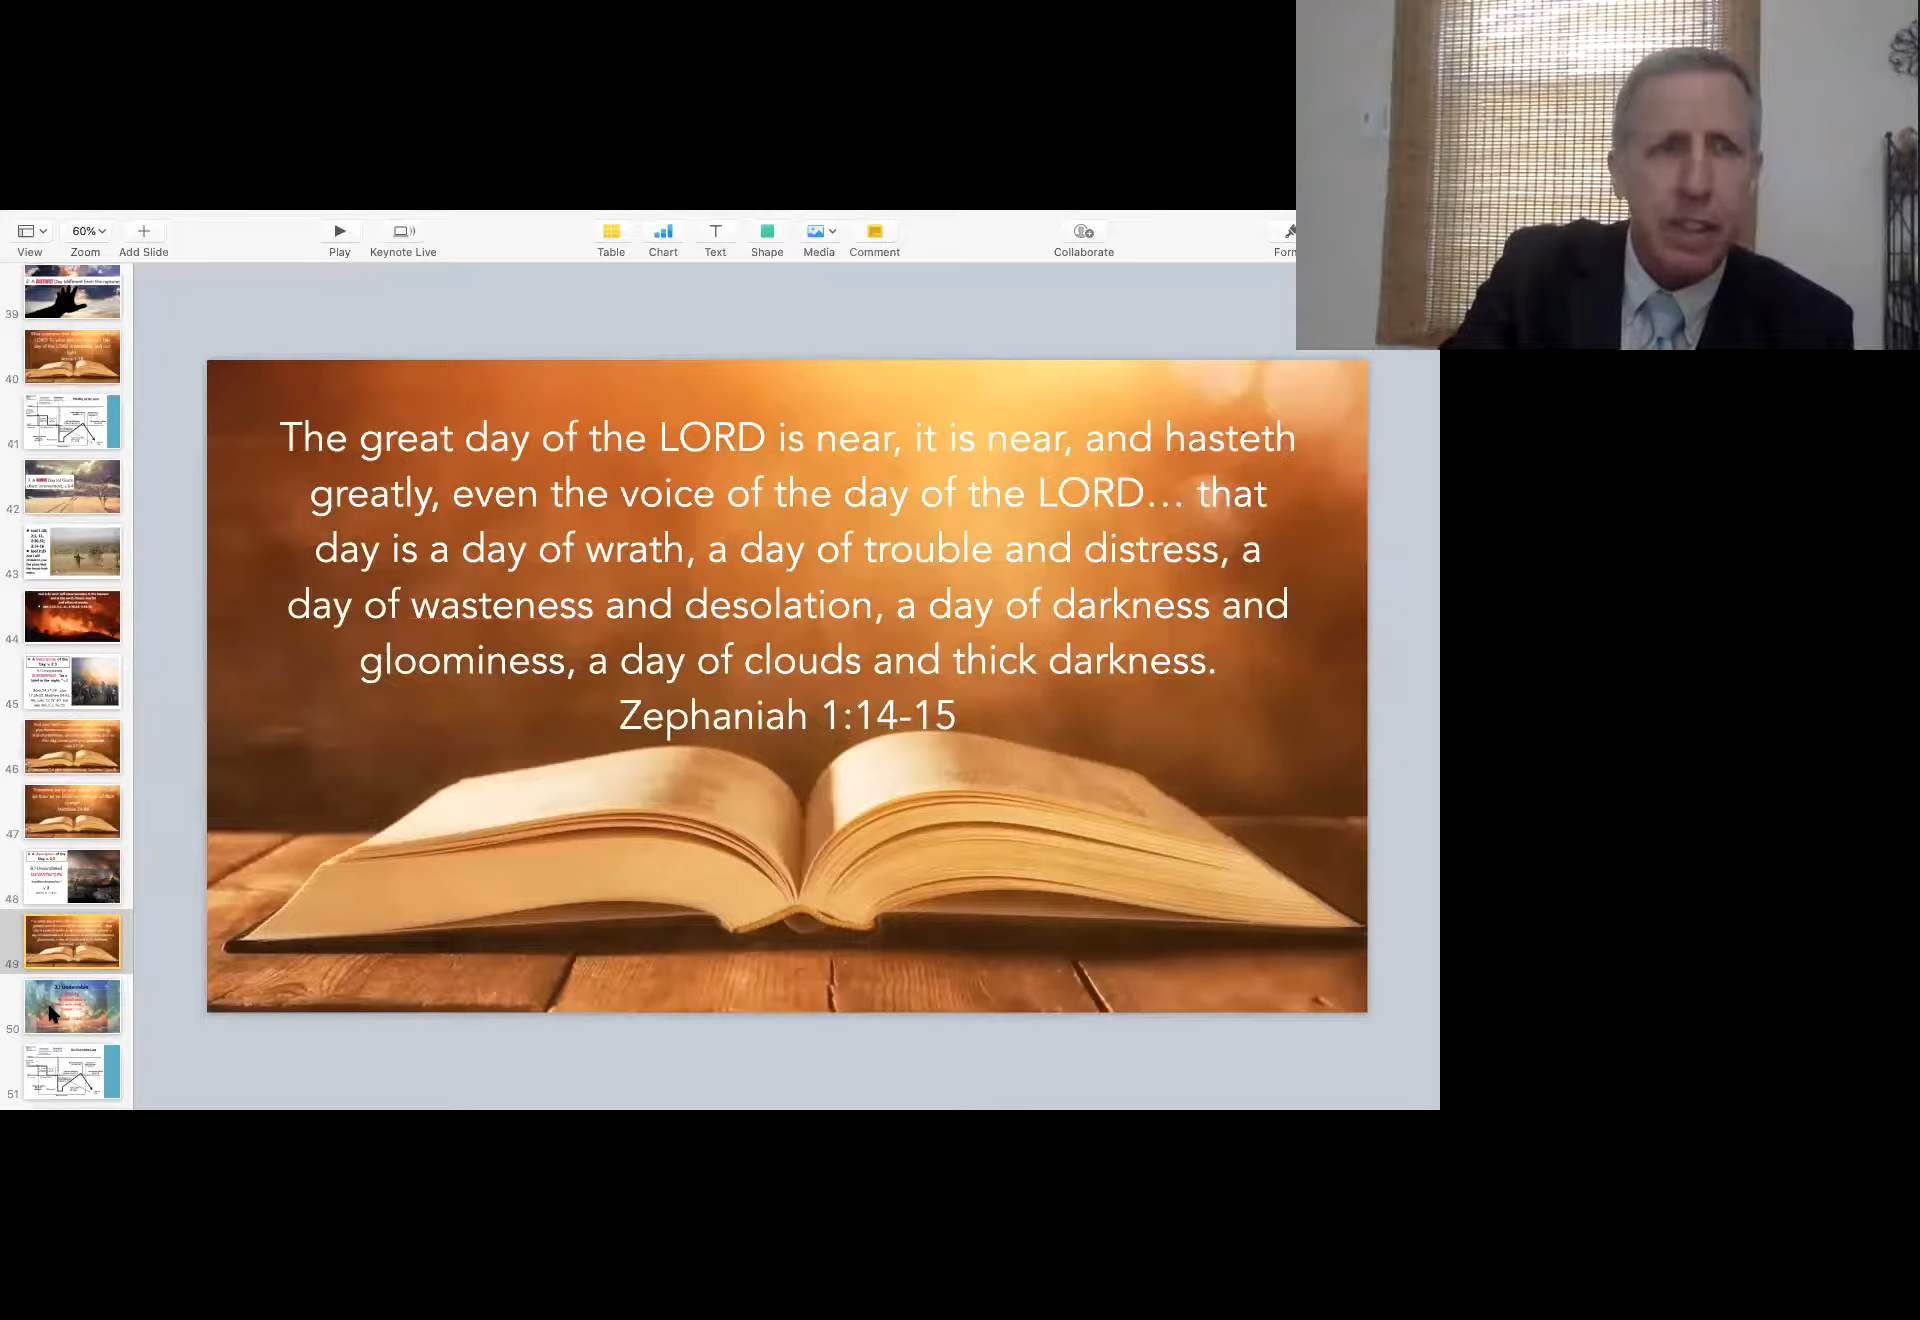 View
60%
Zoom
Add Slide
Play
Keynote Live
Table
Chart
Text
Shape
Media
Comment
Collaborate
Form
39
40
41
42
43
44
45
46
47
48
49
50
51
The great day of the LORD is near, it is near, and hasteth
greatly, even the voice of the day of the LORD... that
day is a day of wrath, a day of trouble and distress, a
day of wasteness and desolation, a day of darkness and
gloominess, a day of clouds and thick darkness.
Zephaniah 1:14-15